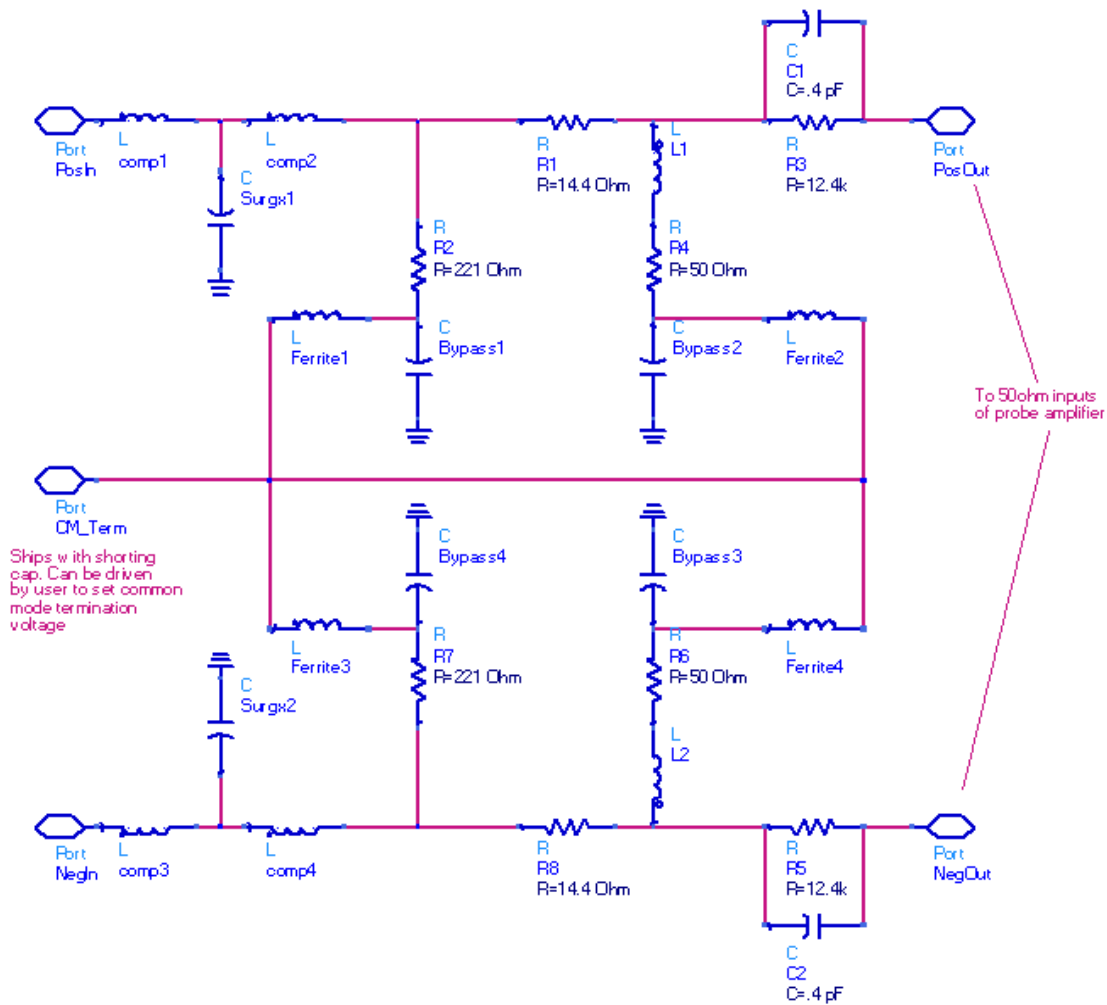 C
C1
C=.4 pF
Port
PosIn
L
comp1
L
comp2
R
R1
R=14.4 Ohm
L
L1
R
R3
R=12.4k
Port
PosOut
C
Surgx1
R
R2
R=221 Ohm
R
R4
R=50 Ohm
L
Ferrite1
C
Bypass1
C
Bypass2
L
Ferrite2
To 50ohm inputs
of probe amplifier
Port
CM_Term
Ships with shorting
cap. Can be driven
by user to set common
mode termination
voltage
C
Bypass4
C
Bypass3
L
Ferrite3
R
R7
R=221 Ohm
R
R6
R=50 Ohm
L
Ferrite4
C
Surgx2
L
L2
Port
NegIn
L
comp3
L
comp4
R
R8
R=14.4 Ohm
R
R5
R=12.4k
Port
NegOut
C
C2
C=.4 pF